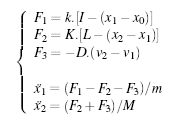 F₁ = k.[l − (x₁ − x₀)]
F₂ = K.[L − (x₂ − x₁)]
F₃ = −D.(v₂ − v₁)
ẍ₁ = (F₁ − F₂ − F₃)/m
ẍ₂ = (F₂ + F₃)/M